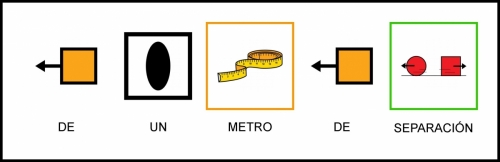 DE UN METRO DE SEPARACIÓN